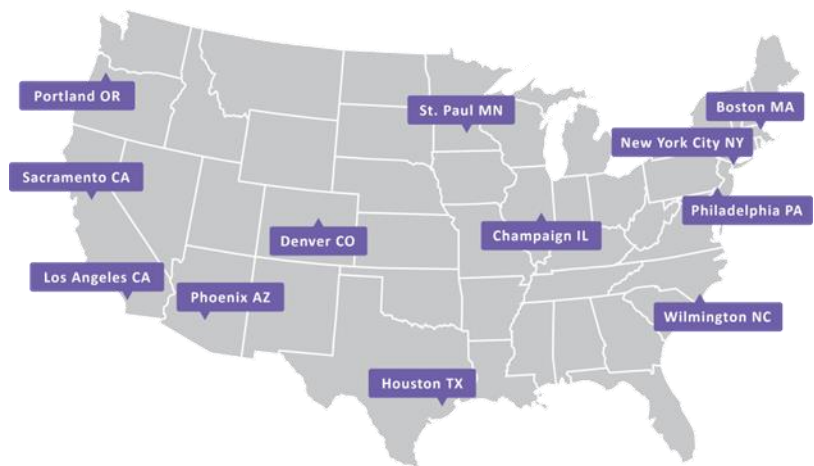 Portland OR
St. Paul MN
Boston MA
New York City NY
Sacramento CA
Philadelphia PA
Denver CO
Champaign IL
Los Angeles CA
Phoenix AZ
Wilmington NC
Houston TX